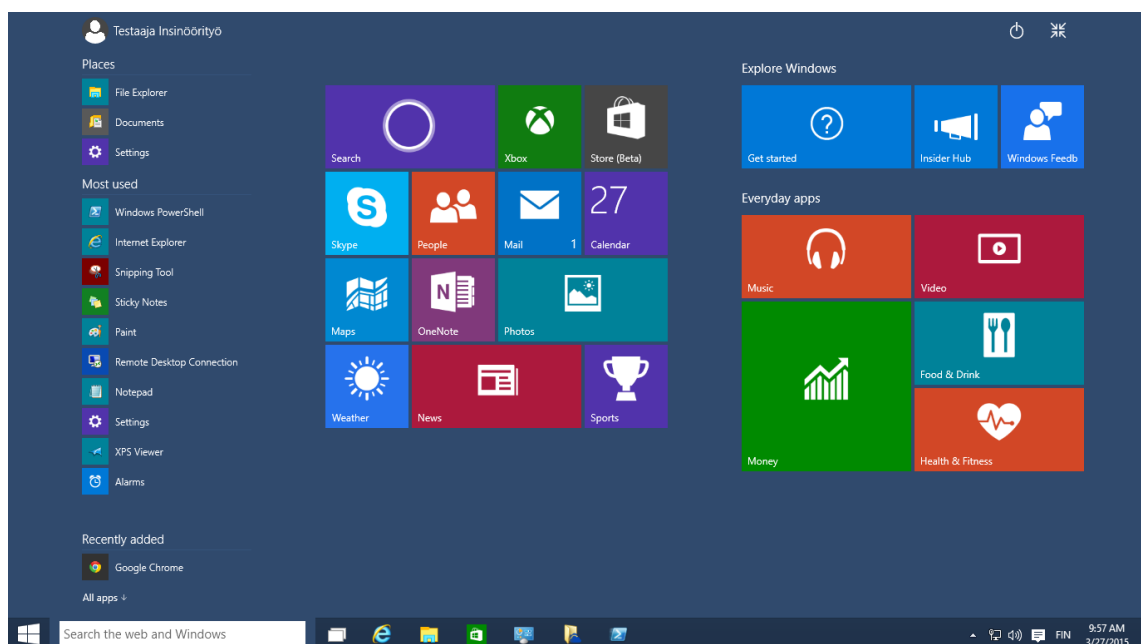 Testaaja Insinöörityö
Places
File Explorer
Documents
Settings
Most used
Windows PowerShell
Internet Explorer
Snipping Tool
Sticky Notes
Paint
Remote Desktop Connection
Notepad
Settings
XPS Viewer
Alarms
Recently added
Google Chrome
All apps
Search
Xbox
Store (Beta)
Skype
People
Mail 1
27
Calendar
Maps
N
OneNote
Photos
Weather
News
Sports
Explore Windows
Get started
Insider Hub
Windows Feedb
Everyday apps
Music
Video
Money
Food & Drink
Health & Fitness
Search the web and Windows
FIN
9:57 AM
3/27/2015